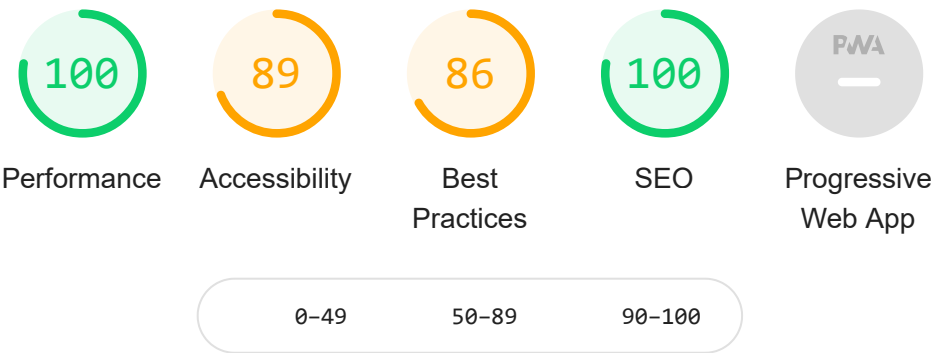 100 89 86 100 PWA
Performance Accessibility Best SEO Progressive
Practices Web App
0–49 50–89 90–100